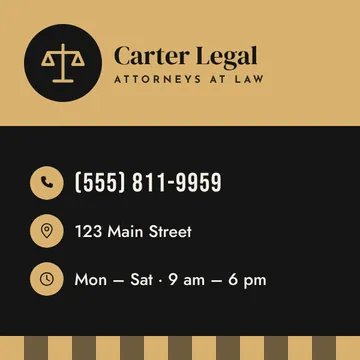 Carter Legal
ATTORNEYS AT LAW
(555) 811-9959
123 Main Street
Mon – Sat · 9 am – 6 pm